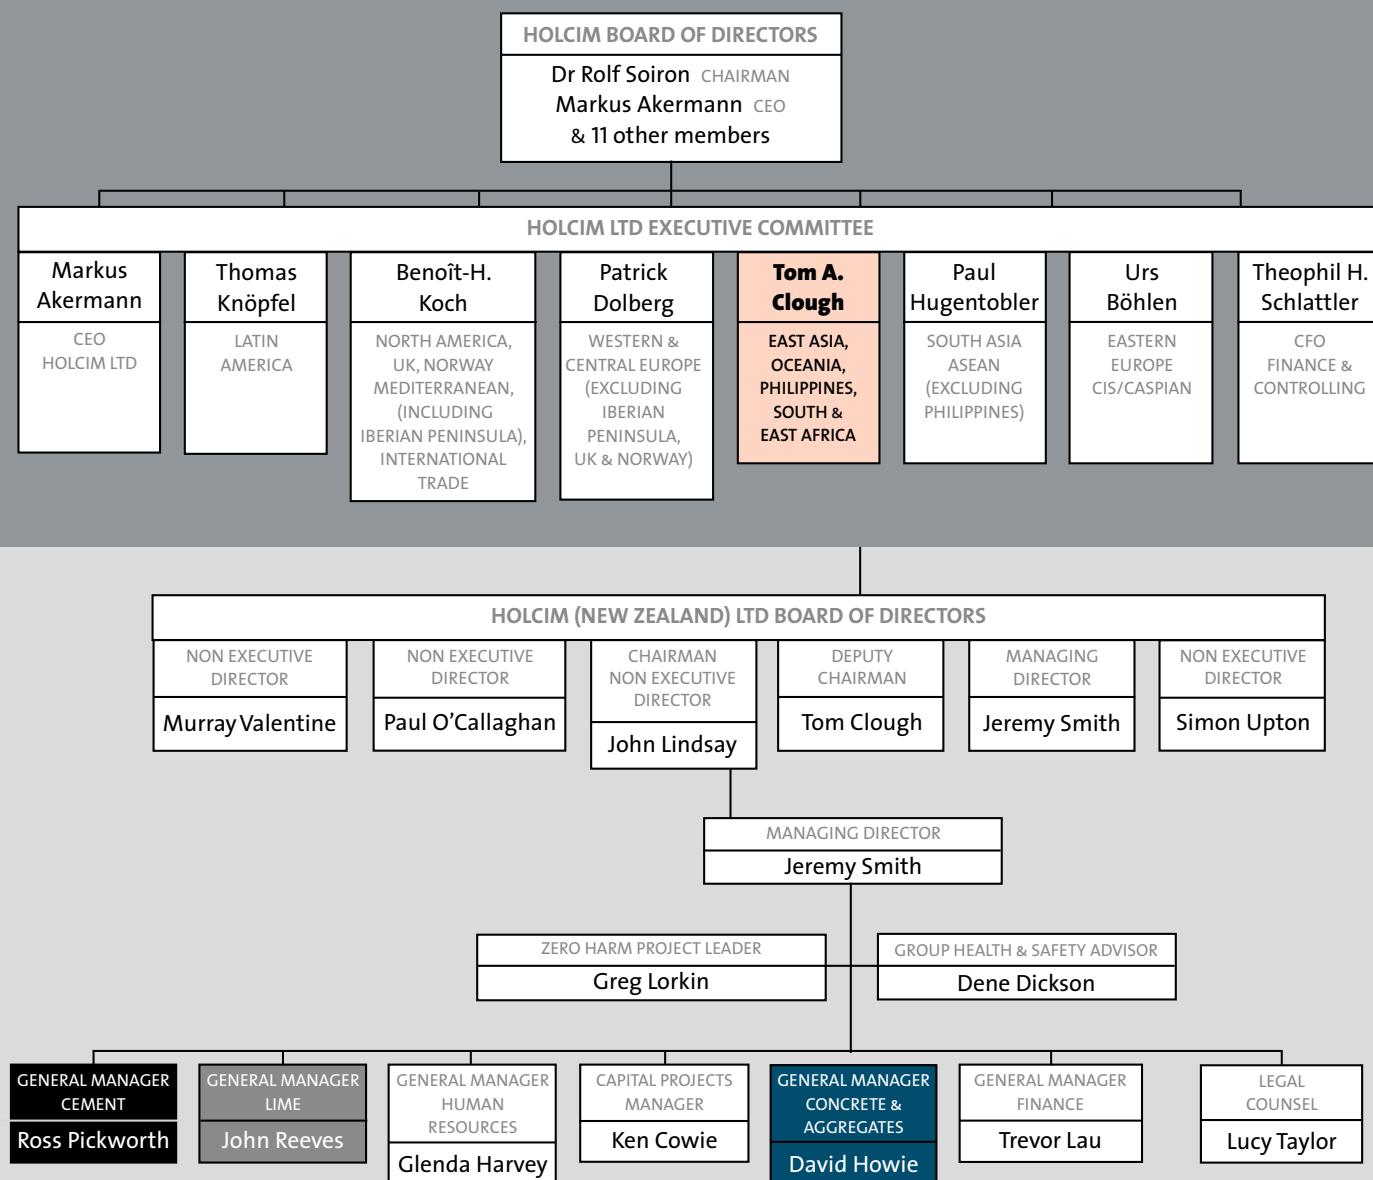 HOLCIM BOARD OF DIRECTORS
Dr Rolf Soiron CHAIRMAN
Markus Akermann CEO
& 11 other members
HOLCIM LTD EXECUTIVE COMMITTEE
Markus
Akermann
CEO
HOLCIM LTD
Thomas
Knöpfel
LATIN
AMERICA
Benoît-H.
Koch
NORTH AMERICA,
UK, NORWAY
MEDITERRANEAN,
(INCLUDING
IBERIAN PENINSULA),
INTERNATIONAL
TRADE
Patrick
Dolberg
WESTERN &
CENTRAL EUROPE
(EXCLUDING
IBERIAN
PENINSULA,
UK & NORWAY)
Tom A.
Clough
EAST ASIA,
OCEANIA,
PHILIPPINES,
SOUTH &
EAST AFRICA
Paul
Hugentobler
SOUTH ASIA
ASEAN
(EXCLUDING
PHILIPPINES)
Urs
Böhlen
EASTERN
EUROPE
CIS/CASPIAN
Theophil H.
Schlattler
CFO
FINANCE &
CONTROLLING
HOLCIM (NEW ZEALAND) LTD BOARD OF DIRECTORS
NON EXECUTIVE
DIRECTOR
Murray Valentine
NON EXECUTIVE
DIRECTOR
Paul O’Callaghan
CHAIRMAN
NON EXECUTIVE
DIRECTOR
John Lindsay
DEPUTY
CHAIRMAN
Tom Clough
MANAGING
DIRECTOR
Jeremy Smith
NON EXECUTIVE
DIRECTOR
Simon Upton
MANAGING DIRECTOR
Jeremy Smith
ZERO HARM PROJECT LEADER
Greg Lorkin
GROUP HEALTH & SAFETY ADVISOR
Dene Dickson
GENERAL MANAGER
CEMENT
Ross Pickworth
GENERAL MANAGER
LIME
John Reeves
GENERAL MANAGER
HUMAN
RESOURCES
Glenda Harvey
CAPITAL PROJECTS
MANAGER
Ken Cowie
GENERAL MANAGER
CONCRETE &
AGGREGATES
David Howie
GENERAL MANAGER
FINANCE
Trevor Lau
LEGAL
COUNSEL
Lucy Taylor